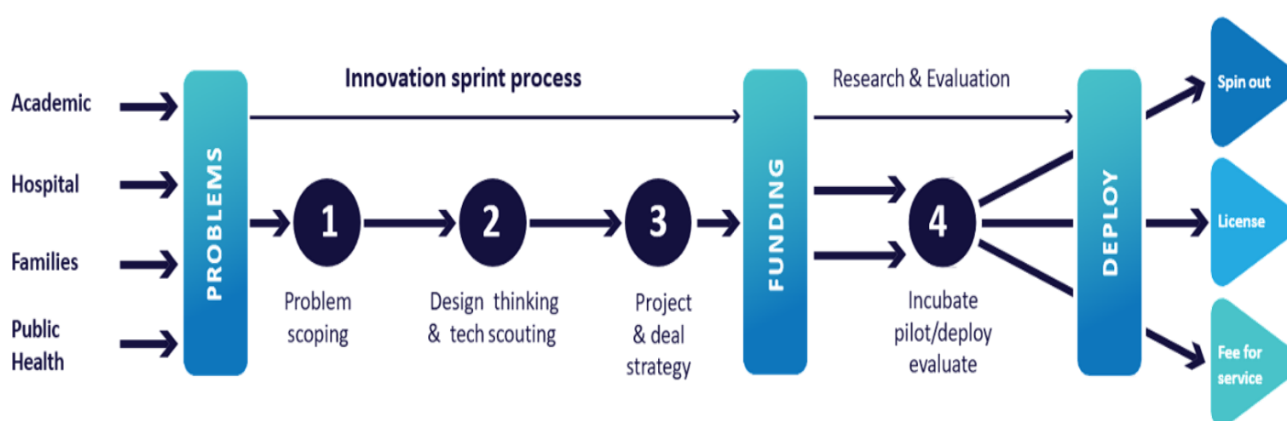 Academic
Hospital
Families
Public
Health
PROBLEMS
Innovation sprint process
1
Problem
scoping
2
Design thinking
& tech scouting
3
Project
& deal
strategy
FUNDING
Research & Evaluation
4
Incubate
pilot/deploy
evaluate
DEPLOY
Spin out
License
Fee for
service